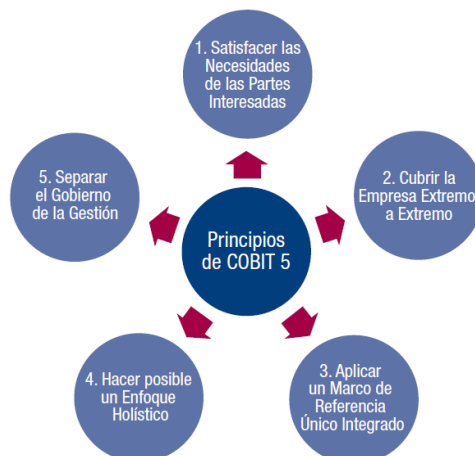 1. Satisfacer las
Necesidades
de las Partes
Interesadas
5. Separar
el Gobierno
de la Gestión
2. Cubrir la
Empresa Extremo
a Extremo
Principios
de COBIT 5
4. Hacer posible
un Enfoque
Holístico
3. Aplicar
un Marco de
Referencia
Único Integrado